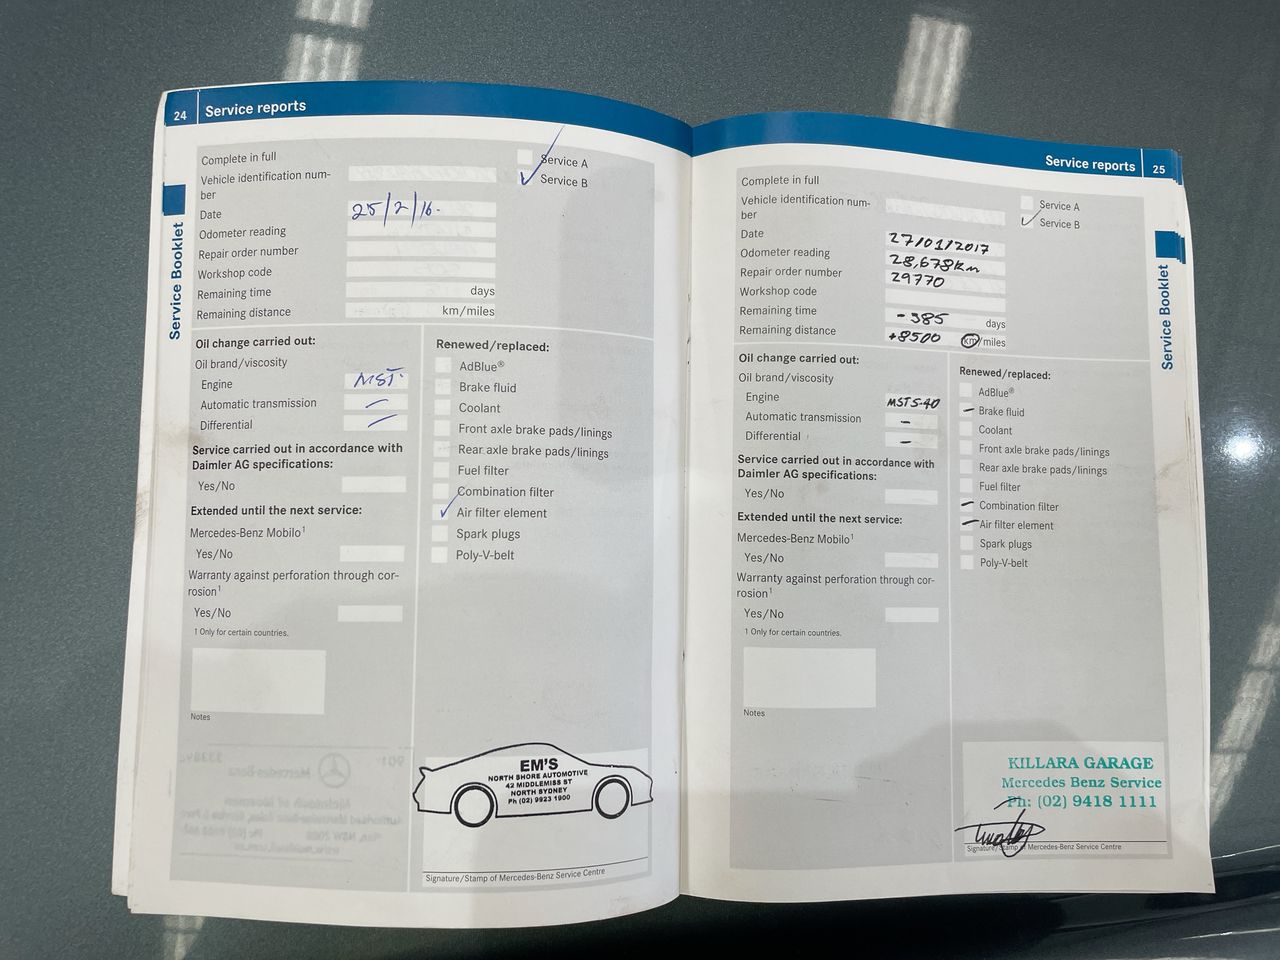 24 Service reports
Complete in full
Service A
Service B
Vehicle identification num-
ber
Date 25/2/16.
Odometer reading
Repair order number
Workshop code
Remaining time days
Remaining distance km/miles
Oil change carried out:
Oil brand/viscosity
Engine MST.
Automatic transmission –
Differential –
Service carried out in accordance with
Daimler AG specifications:
Yes/No
Extended until the next service:
Mercedes-Benz Mobilo1
Yes/No
Warranty against perforation through cor-
rosion1
Yes/No
1 Only for certain countries.
Notes
Renewed/replaced:
AdBlue®
Brake fluid
Coolant
Front axle brake pads/linings
Rear axle brake pads/linings
Fuel filter
Combination filter
Air filter element
Spark plugs
Poly-V-belt
EM'S
NORTH SHORE AUTOMOTIVE
42 MIDDLEMISS ST
NORTH SYDNEY
Ph (02) 9923 1900
Signature/Stamp of Mercedes-Benz Service Centre
Service Booklet
Service reports 25
Complete in full
Service A
Service B
Vehicle identification num-
ber
Date 27/01/2017
Odometer reading 28,678km
Repair order number 29770
Workshop code
Remaining time -385 days
Remaining distance +8500 km/miles
Oil change carried out:
Oil brand/viscosity
Engine MST 5-40
Automatic transmission –
Differential –
Service carried out in accordance with
Daimler AG specifications:
Yes/No
Extended until the next service:
Mercedes-Benz Mobilo1
Yes/No
Warranty against perforation through cor-
rosion1
Yes/No
1 Only for certain countries.
Notes
Renewed/replaced:
AdBlue®
Brake fluid
Coolant
Front axle brake pads/linings
Rear axle brake pads/linings
Fuel filter
Combination filter
Air filter element
Spark plugs
Poly-V-belt
KILLARA GARAGE
Mercedes Benz Service
Ph: (02) 9418 1111
Signature/Stamp of Mercedes-Benz Service Centre
Service Booklet